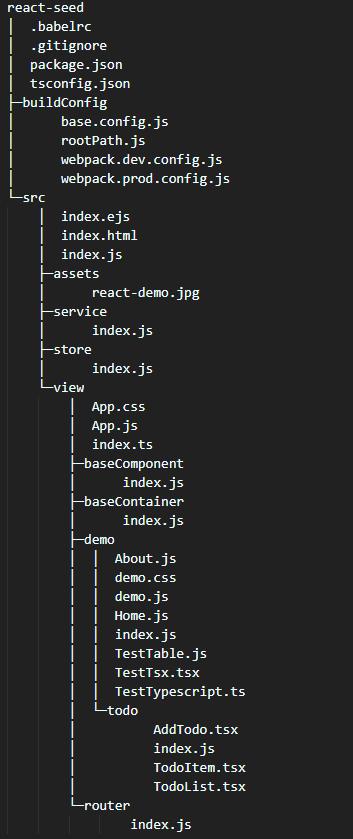 react-seed
│  .babelrc
│  .gitignore
│  package.json
│  tsconfig.json
├─buildConfig
│      base.config.js
│      rootPath.js
│      webpack.dev.config.js
│      webpack.prod.config.js
└─src
    │  index.ejs
    │  index.html
    │  index.js
    ├─assets
    │      react-demo.jpg
    ├─service
    │      index.js
    ├─store
    │      index.js
    └─view
        │  App.css
        │  App.js
        │  index.ts
        ├─baseComponent
        │      index.js
        ├─baseContainer
        │      index.js
        ├─demo
        │  │  About.js
        │  │  demo.css
        │  │  demo.js
        │  │  Home.js
        │  │  index.js
        │  │  TestTable.js
        │  │  TestTsx.tsx
        │  │  TestTypescript.ts
        │  └─todo
        │          AddTodo.tsx
        │          index.js
        │          TodoItem.tsx
        │          TodoList.tsx
        └─router
                index.js